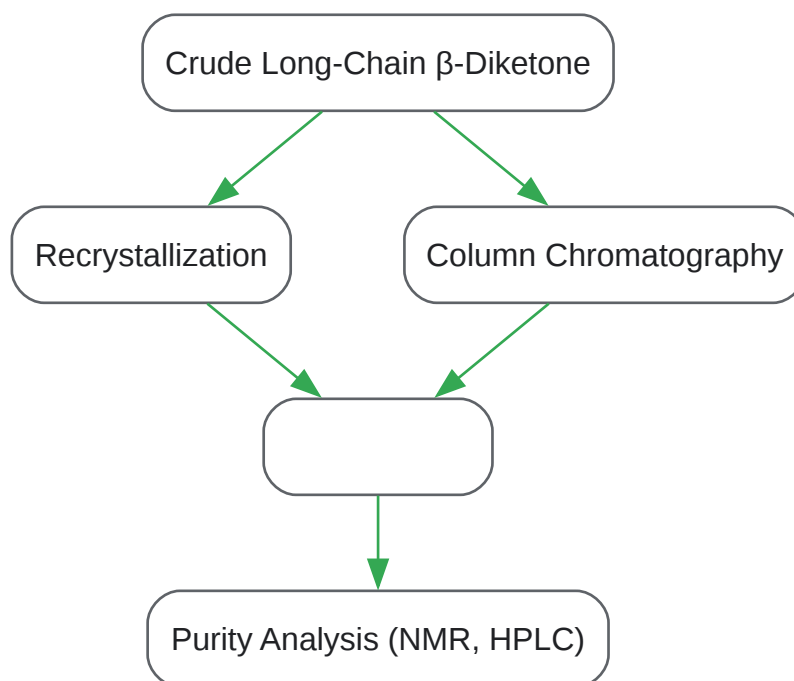 Crude Long-Chain β-Diketone
Recrystallization
Column Chromatography
Purity Analysis (NMR, HPLC)